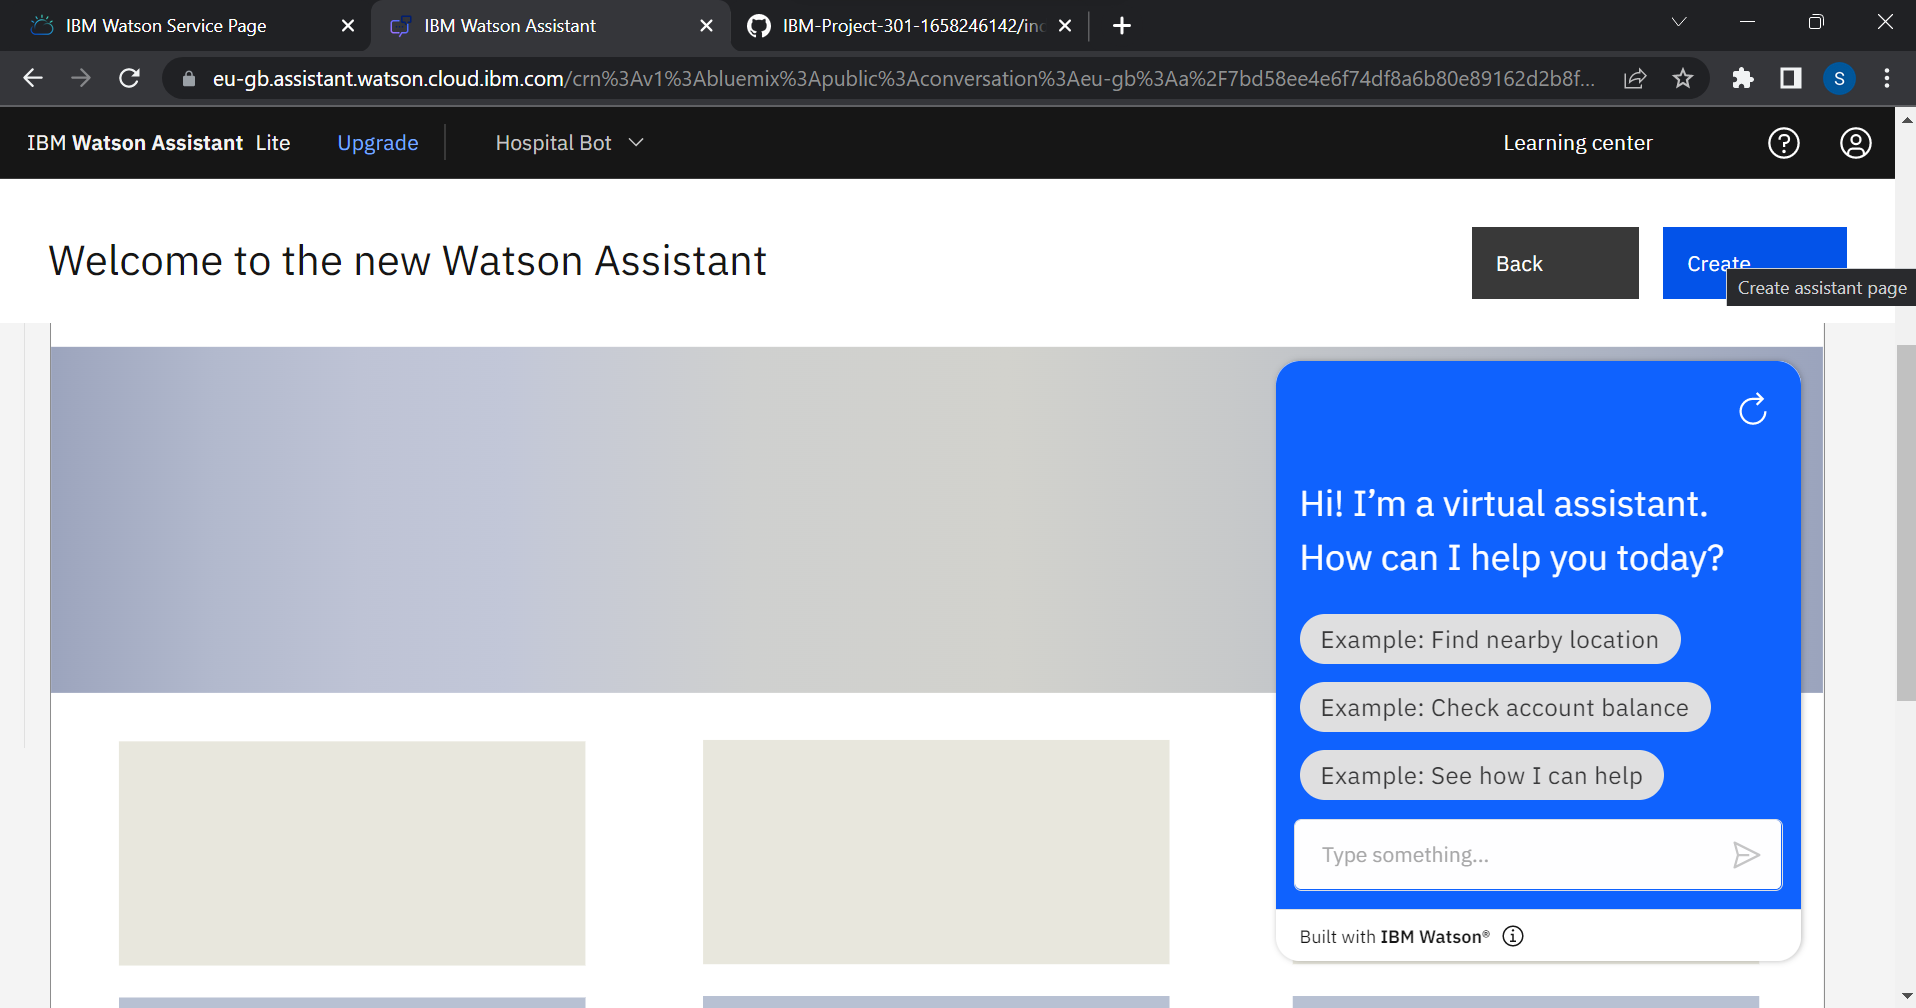 IBM Watson Service Page
IBM Watson Assistant
IBM-Project-301-1658246142/in
eu-gb.assistant.watson.cloud.ibm.com/crn%3Av1%3Abluemix%3Apublic%3Aconversation%3Aeu-gb%3Aa%2F7bd58ee4e6f74df8a6b80e89162d2b8f...
S
IBM Watson Assistant Lite
Upgrade
Hospital Bot
Learning center
Welcome to the new Watson Assistant
Back
Create
Create assistant page
Hi! I’m a virtual assistant.
How can I help you today?
Example: Find nearby location
Example: Check account balance
Example: See how I can help
Type something...
Built with IBM Watson®